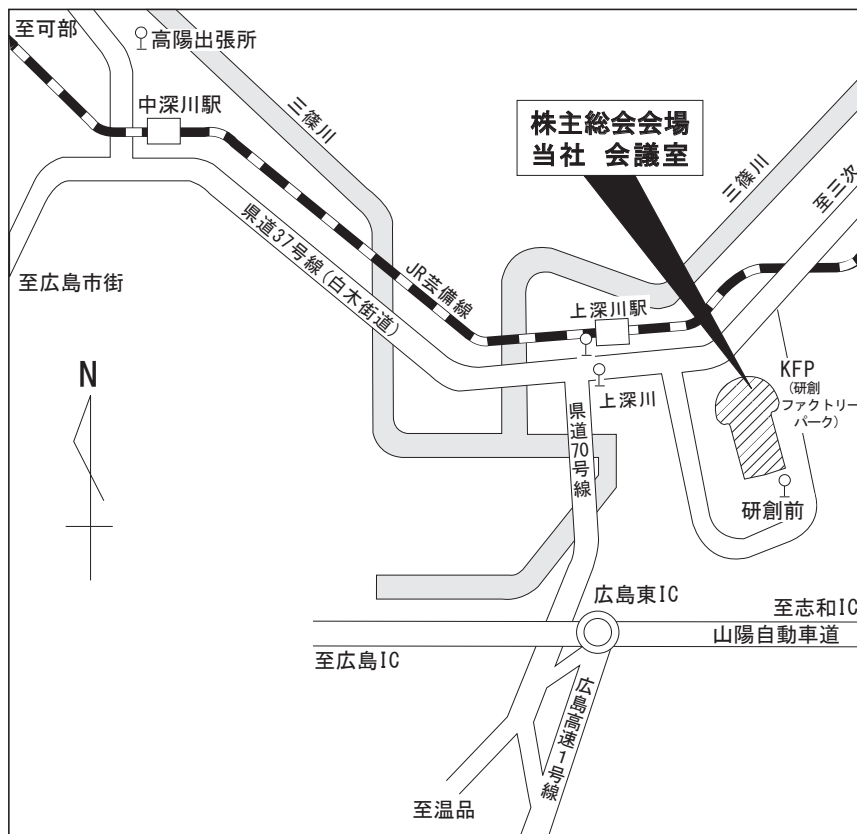 至可部
高陽出張所
中深川駅
三篠川
株主総会会場
当社 会議室
三篠川
至三次
県道37号線(白木街道)
JR芸備線
至広島市街
上深川駅
N
KFP
(研創
ファクトリー
パーク)
上深川
県道70号線
研創前
広島東IC
至志和IC
山陽自動車道
至広島IC
広島高速1号線
至温品